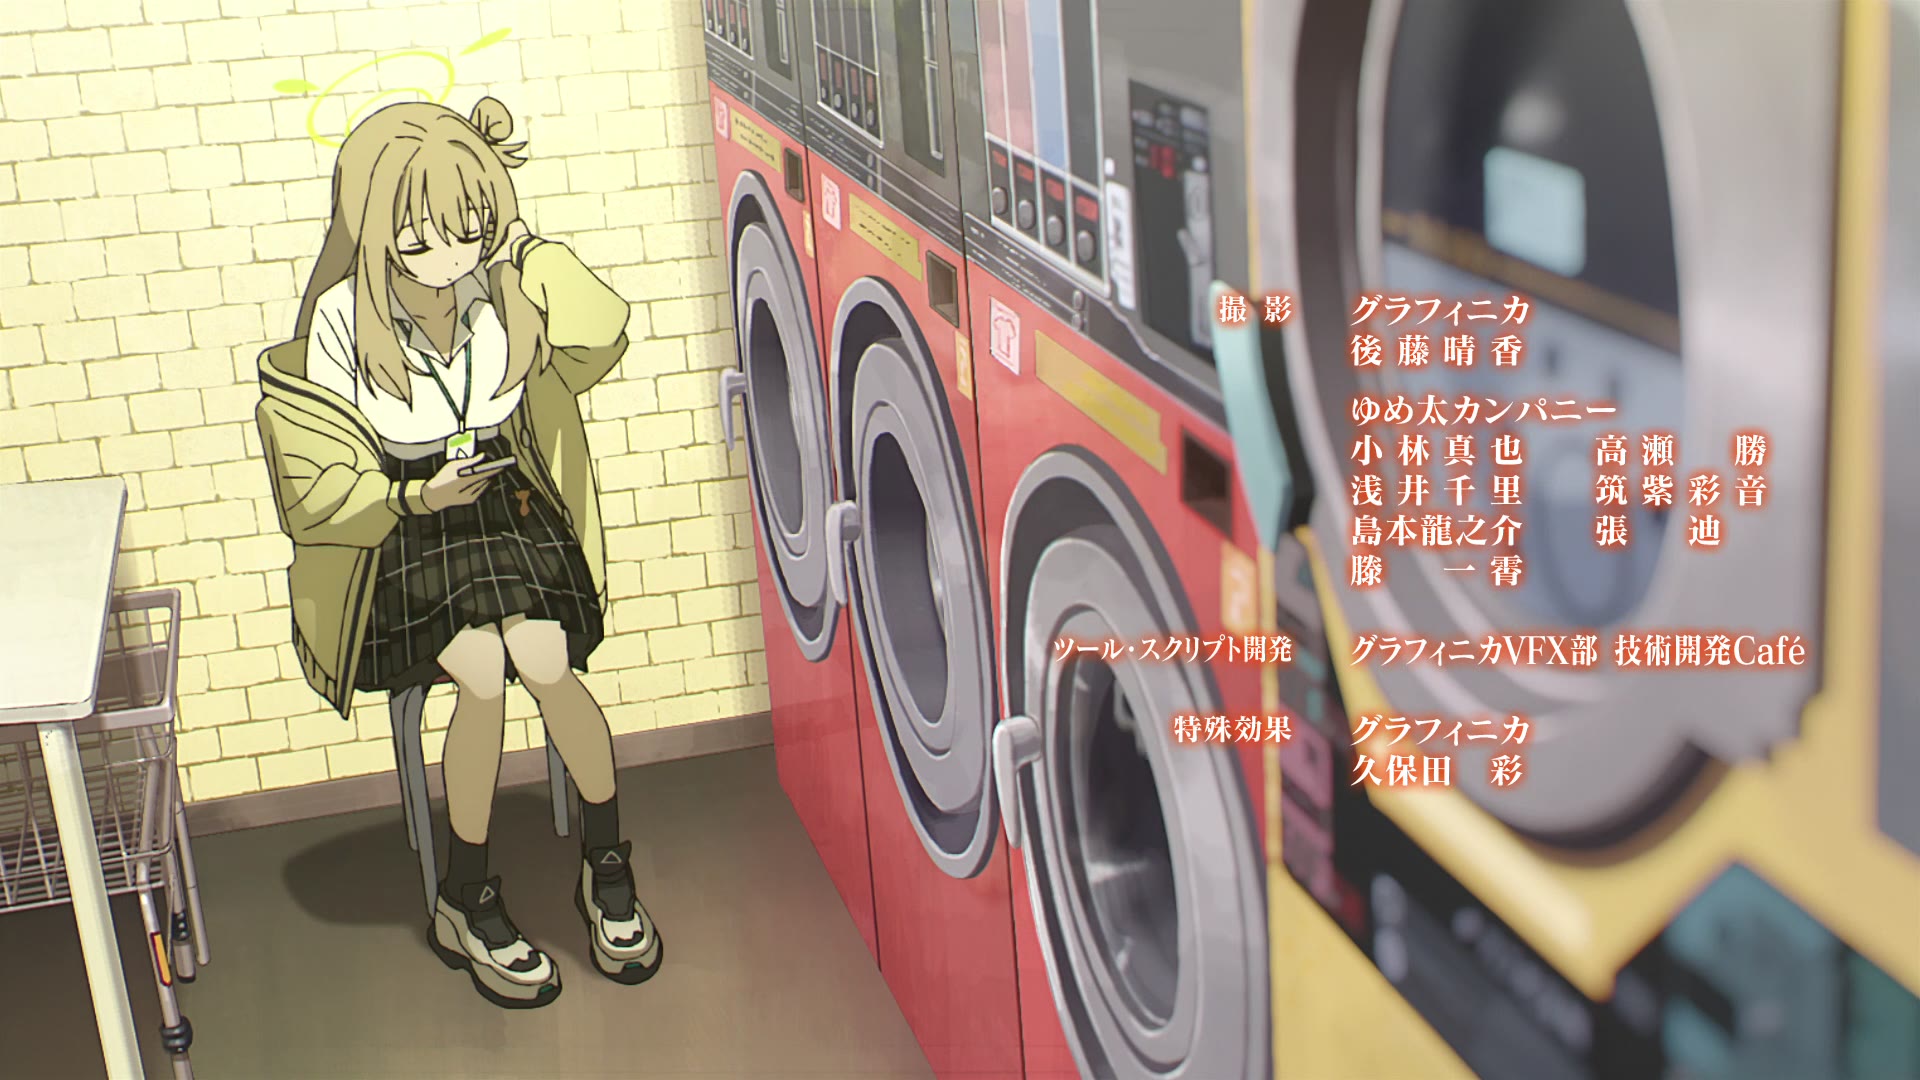 撮影 グラフィニカ
後藤晴香
ゆめ太カンパニー
小林真也 高瀬 勝
浅井千里 筑紫彩音
島本龍之介 張 迪
滕 一霄
ツール・スクリプト開発 グラフィニカVFX部 技術開発Café
特殊効果 グラフィニカ
久保田 彩